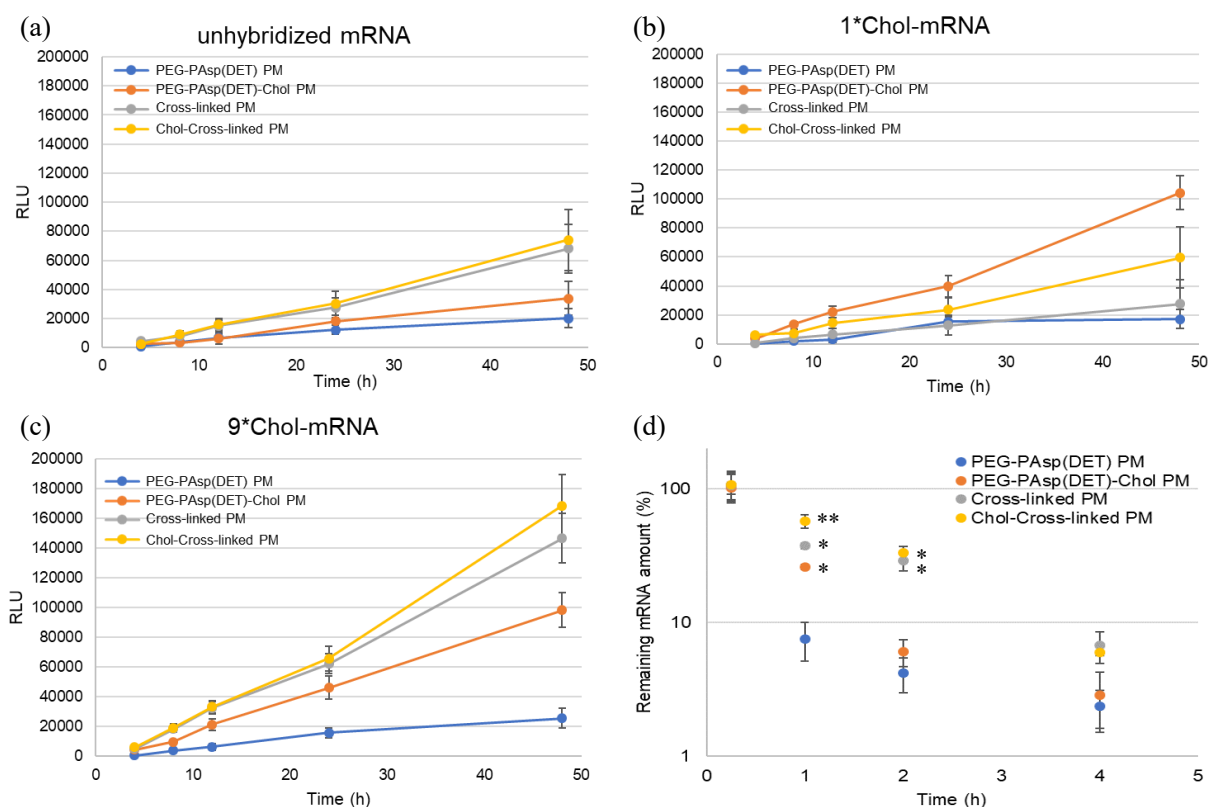 (a)
unhybridized mRNA
200000
180000
160000
140000
120000
100000
80000
60000
40000
20000
0
RLU
PEG-PAsp(DET) PM
PEG-PAsp(DET)-Chol PM
Cross-linked PM
Chol-Cross-linked PM
0 10 20 30 40 50
Time (h)
(b)
1*Chol-mRNA
200000
180000
160000
140000
120000
100000
80000
60000
40000
20000
0
RLU
PEG-PAsp(DET) PM
PEG-PAsp(DET)-Chol PM
Cross-linked PM
Chol-Cross-linked PM
0 10 20 30 40 50
Time (h)
(c)
9*Chol-mRNA
200000
180000
160000
140000
120000
100000
80000
60000
40000
20000
0
RLU
PEG-PAsp(DET) PM
PEG-PAsp(DET)-Chol PM
Cross-linked PM
Chol-Cross-linked PM
0 10 20 30 40 50
Time (h)
(d)
100
10
1
Remaining mRNA amount (%)
PEG-PAsp(DET) PM
PEG-PAsp(DET)-Chol PM
Cross-linked PM
Chol-Cross-linked PM
**
*
*
*
*
0 1 2 3 4 5
Time (h)